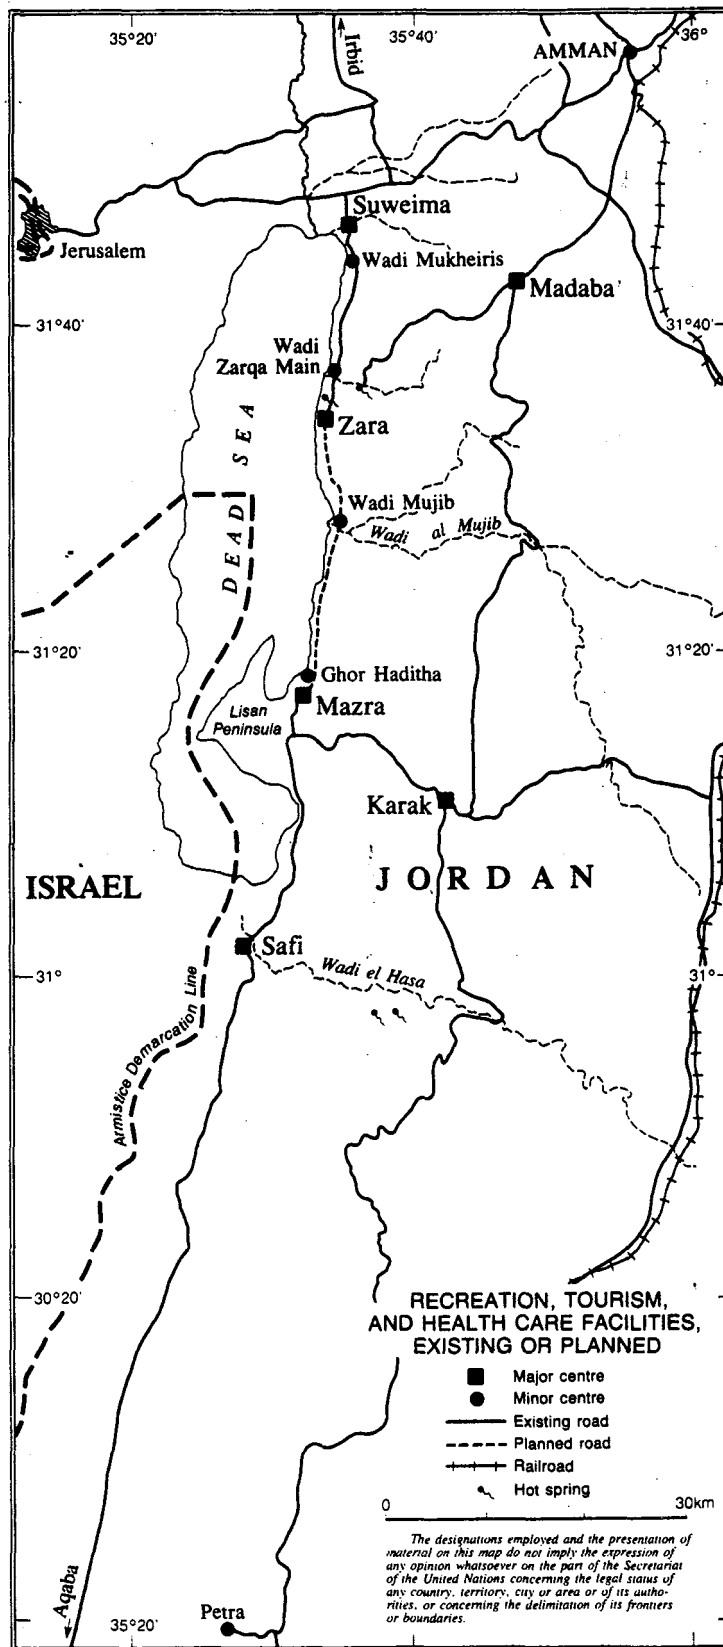 35°20'
35°40'
36°
Irbid
AMMAN
Suweima
Jerusalem
Wadi Mukheiris
Madaba
31°40'
31°40'
Wadi
Zarqa Main
Zara
DEAD SEA
Wadi Mujib
Wadi al Mujib
31°20'
31°20'
Ghor Haditha
Mazra
Lisan
Peninsula
Karak
ISRAEL
JORDAN
Safi
Wadi el Hasa
31°
31°
Armistice Demarcation Line
30°20'
RECREATION, TOURISM,
AND HEALTH CARE FACILITIES,
EXISTING OR PLANNED
Major centre
Minor centre
Existing road
Planned road
Railroad
Hot spring
0 30km
The designations employed and the presentation of
material on this map do not imply the expression of
any opinion whatsoever on the part of the Secretariat
of the United Nations concerning the legal status of
any country, territory, city or area or of its autho-
rities, or concerning the delimitation of its frontiers
or boundaries.
Aqaba
35°20'
Petra